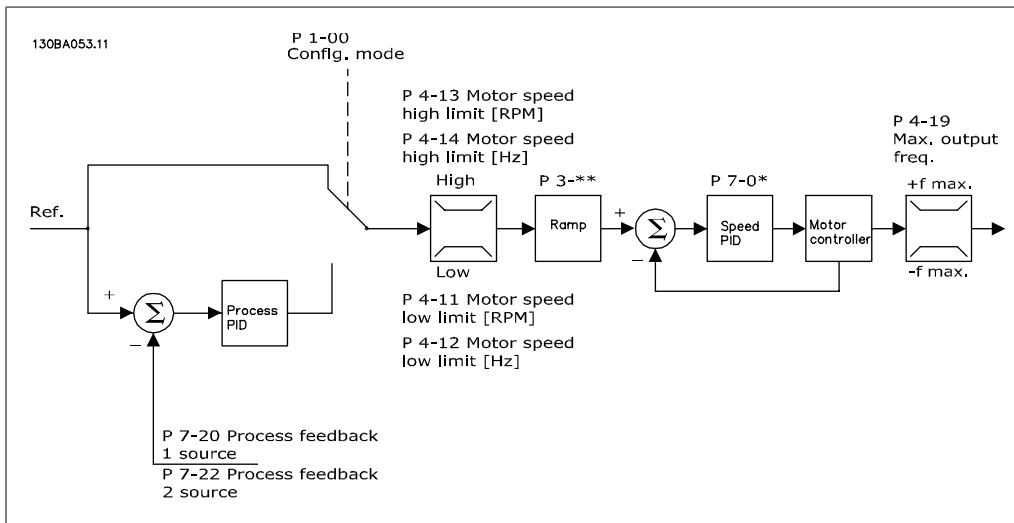 130BA053.11
P 1-00
Config. mode
P 4-13 Motor speed
high limit [RPM]
P 4-14 Motor speed
high limit [Hz]
P 4-19
Max. output
freq.
High
P 3-**
P 7-0*
+f max.
Ref.
+
Ramp
Σ
Speed
PID
Motor
controller
_
Low
-f max.
+
Σ
Process
PID
_
P 4-11 Motor speed
low limit [RPM]
P 4-12 Motor speed
low limit [Hz]
P 7-20 Process feedback
1 source
P 7-22 Process feedback
2 source